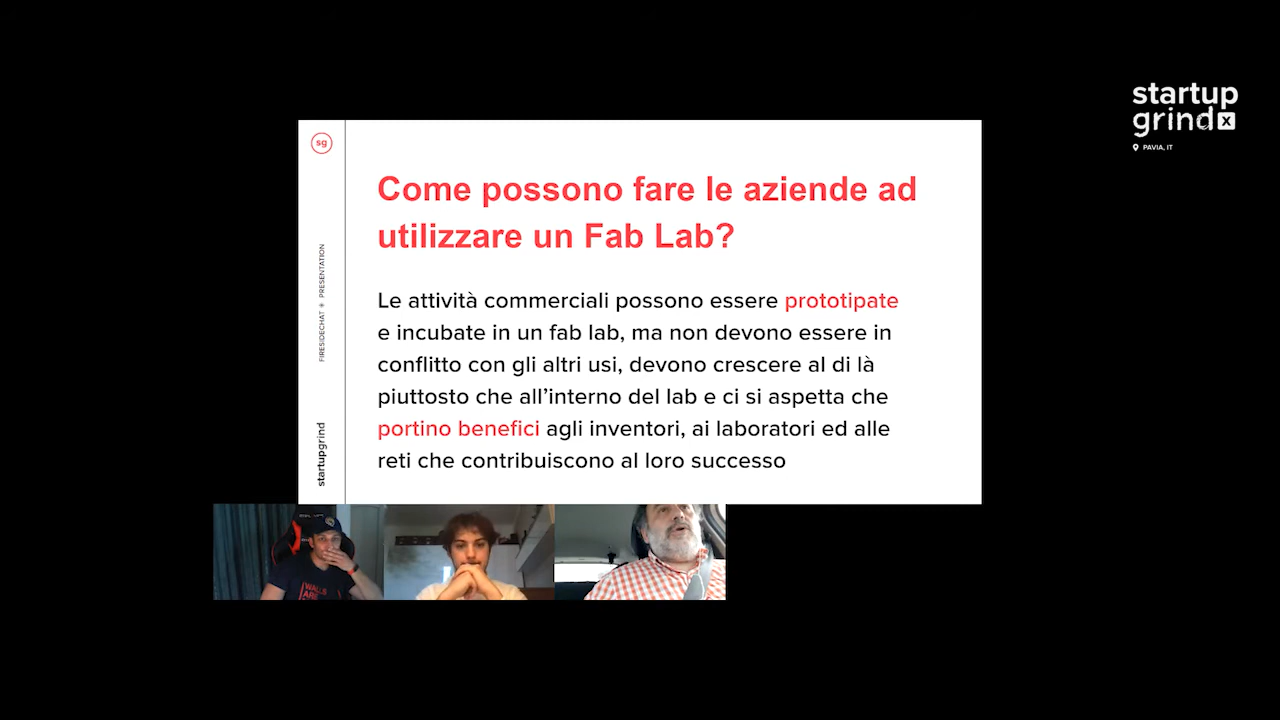 startup
grind x
PAVIA, IT
sg
Come possono fare le aziende ad
utilizzare un Fab Lab?
Le attività commerciali possono essere prototipate
e incubate in un fab lab, ma non devono essere in
conflitto con gli altri usi, devono crescere al di là
piuttosto che all’interno del lab e ci si aspetta che
portino benefici agli inventori, ai laboratori ed alle
reti che contribuiscono al loro successo
FIRESIDECHAT + PRESENTATION
startupgrind
WALLS
ARE